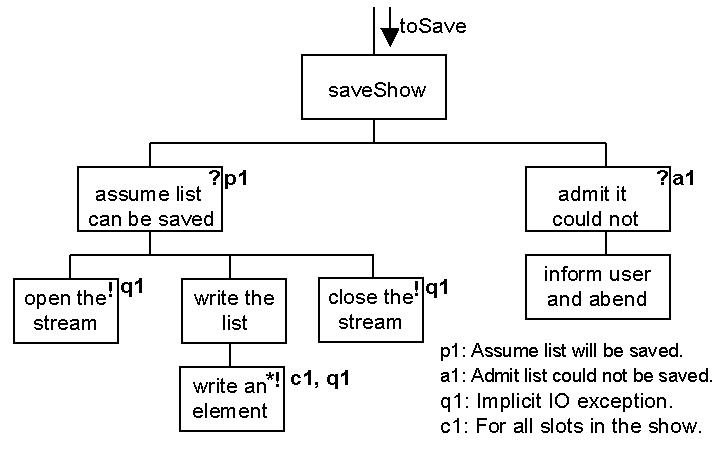 toSave
saveShow
? p1
assume list
can be saved
? a1
admit it
could not
! q1
open the
stream
write the
list
! q1
close the
stream
inform user
and abend
*! c1, q1
write an
element
p1: Assume list will be saved.
a1: Admit list could not be saved.
q1: Implicit IO exception.
c1: For all slots in the show.